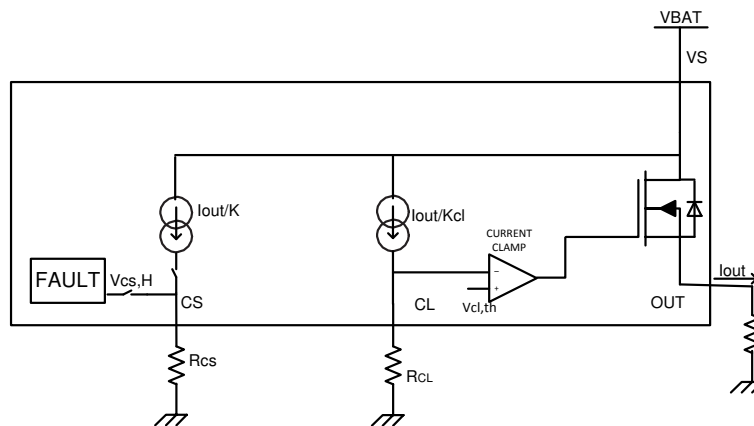 VBAT
VS
Iout/K
Iout/Kcl
CURRENT
CLAMP
FAULT
Vcs,H
−
+
Vcl,th
Iout
CS
CL
OUT
Rcs
RCL